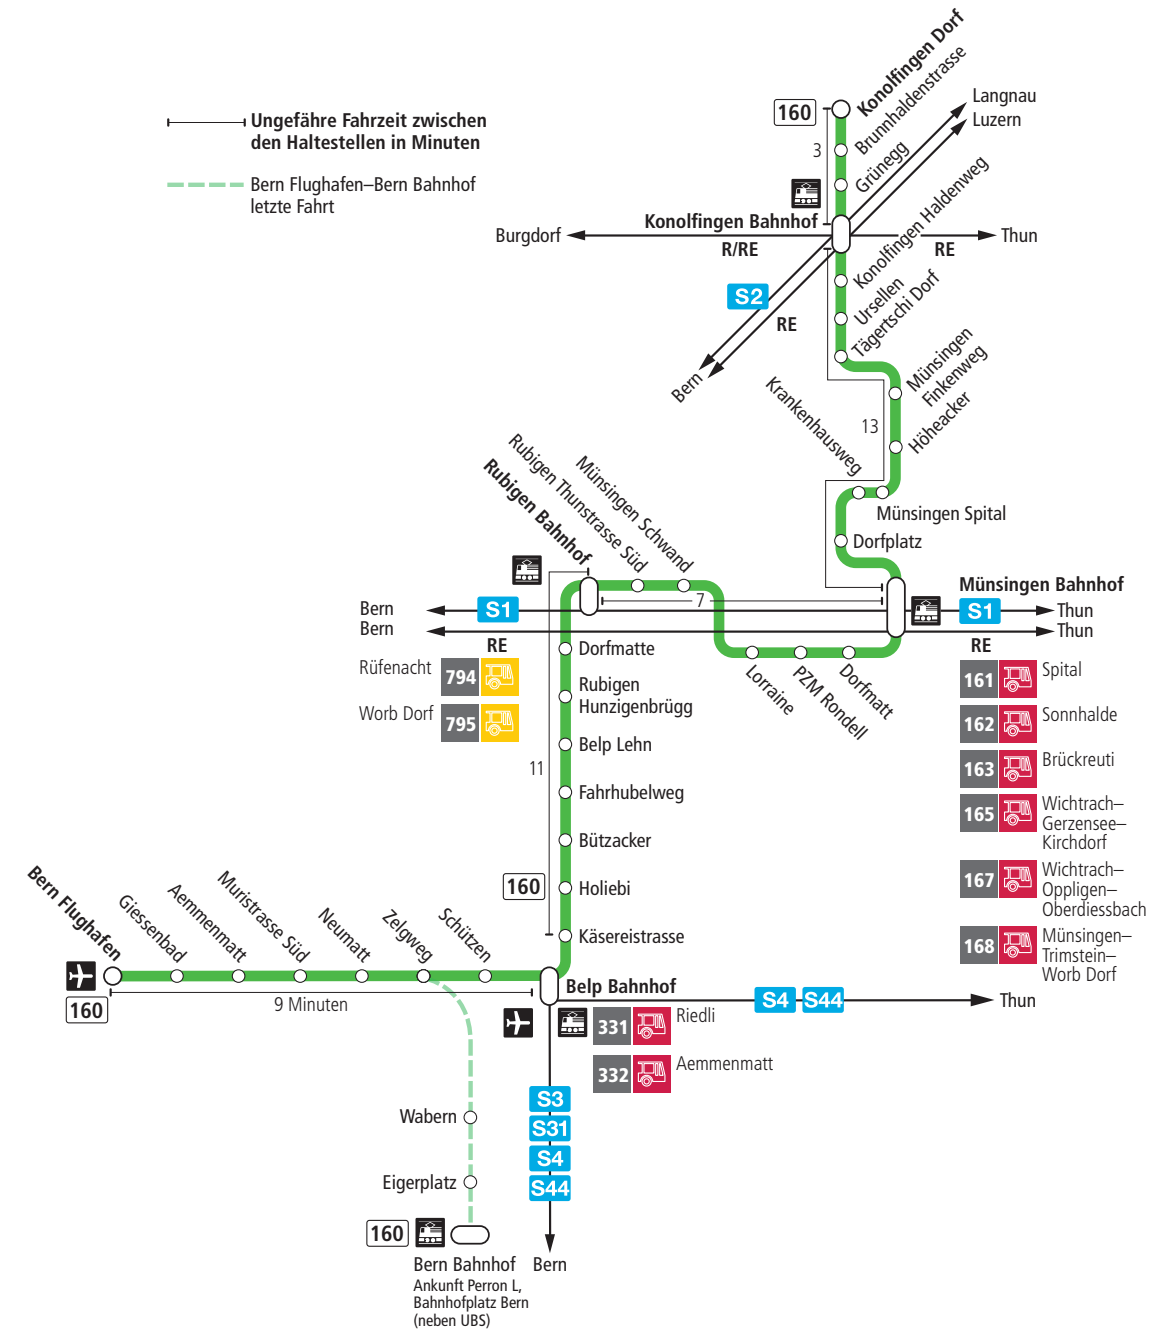 Ungefähre Fahrzeit zwischen
den Haltestellen in Minuten
Bern Flughafen–Bern Bahnhof
letzte Fahrt
160
Konolfingen Dorf
Brunnhaldenstrasse
Grünegg
3
Langnau
Luzern
Konolfingen Bahnhof
Burgdorf
R/RE
RE
Thun
Konolfingen Haldenweg
S2
RE
Ursellen
Tägertschi Dorf
Bern
Münsingen
Finkenweg
Höheacker
13
Krankenhausweg
Münsingen Spital
Dorfplatz
Münsingen Bahnhof
Rubigen Bahnhof
Rubigen Thunstrasse Süd
Münsingen Schwand
7
Bern
S1
S1
Thun
Bern
Thun
RE
RE
Lorraine
PZM Rondell
Dorfmatt
Rüfenacht
794
Worb Dorf
795
161
Spital
162
Sonnhalde
163
Brückreuti
165
Wichtrach–
Gerzensee–
Kirchdorf
167
Wichtrach–
Oppligen–
Oberdiessbach
168
Münsingen–
Trimstein–
Worb Dorf
Dorfmatte
Rubigen
Hunzigenbrügg
Belp Lehn
11
Fahrhubelweg
Bützacker
160
Holiebi
Käsereistrasse
Bern Flughafen
Giessenbad
Aemmenmatt
Muristrasse Süd
Neumatt
Zelgweg
Schützen
160
9 Minuten
Belp Bahnhof
S4
S44
Thun
331
Riedli
332
Aemmenmatt
S3
S31
S4
S44
Bern
Wabern
Eigerplatz
160
Bern Bahnhof
Ankunft Perron L,
Bahnhofplatz Bern
(neben UBS)